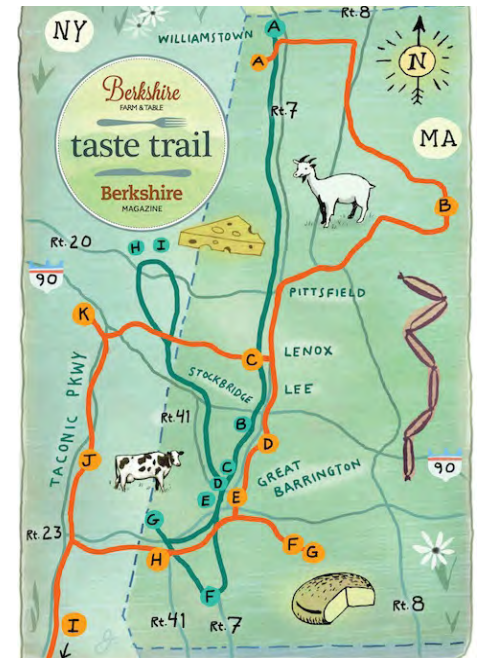 NY
Rt. 8
WILLIAMSTOWN
A
A
N
Berkshire
FARM & TABLE
taste trail
Berkshire
MAGAZINE
Rt. 7
MA
B
Rt. 20
H I
90
PITTSFIELD
K
C
LENOX
STOCKBRIDGE
LEE
TACONIC PKWY
Rt. 41
B
D
GREAT
BARRINGTON
90
J
C
D
E
E
G
Rt. 23
H
F G
F
I
Rt. 41
Rt. 7
Rt. 8